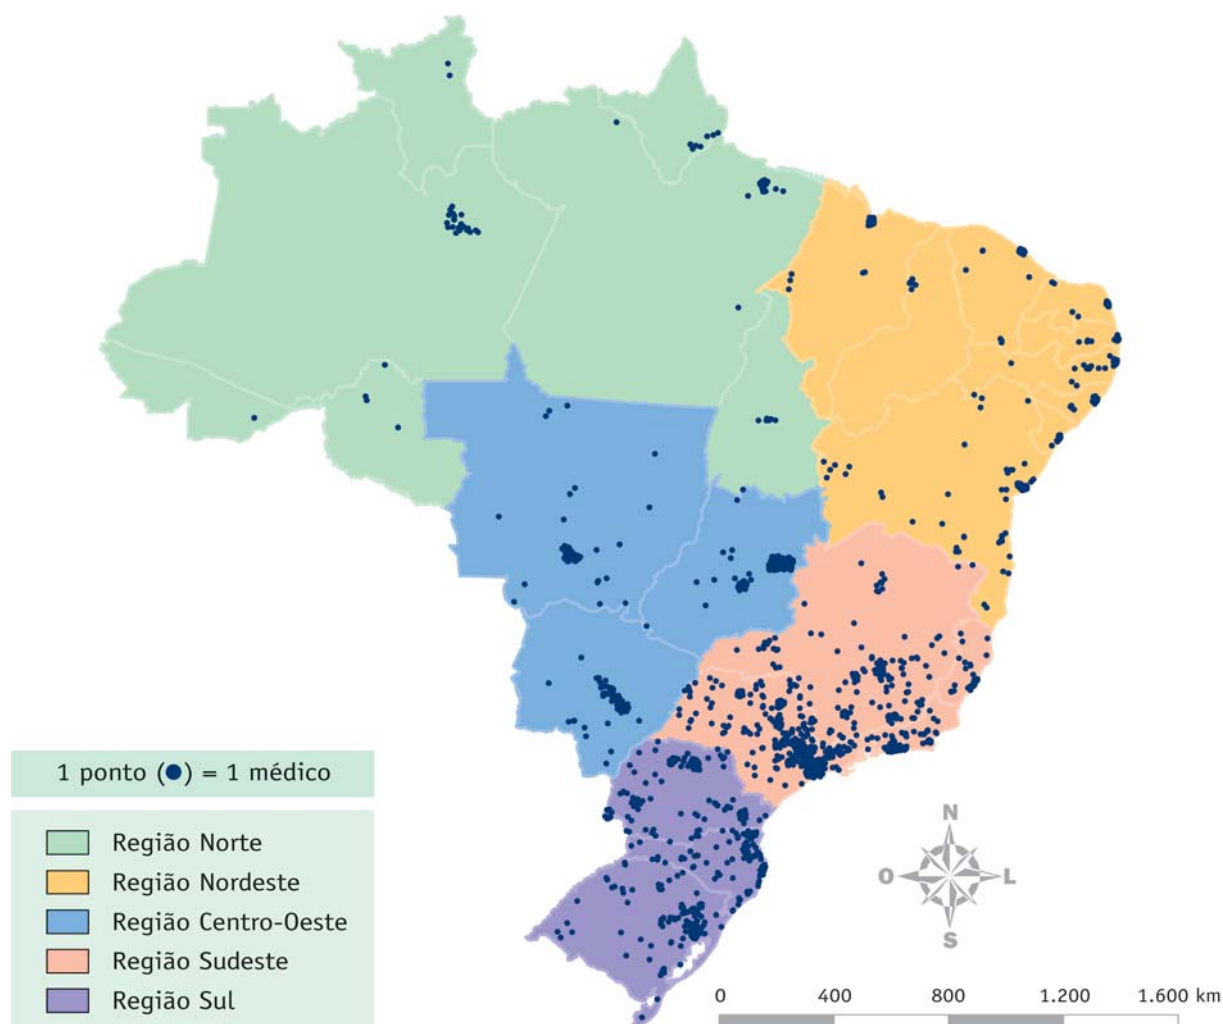 1 ponto (●) = 1 médico
Região Norte
Região Nordeste
Região Centro-Oeste
Região Sudeste
Região Sul
N
O L
S
0 400 800 1.200 1.600 km